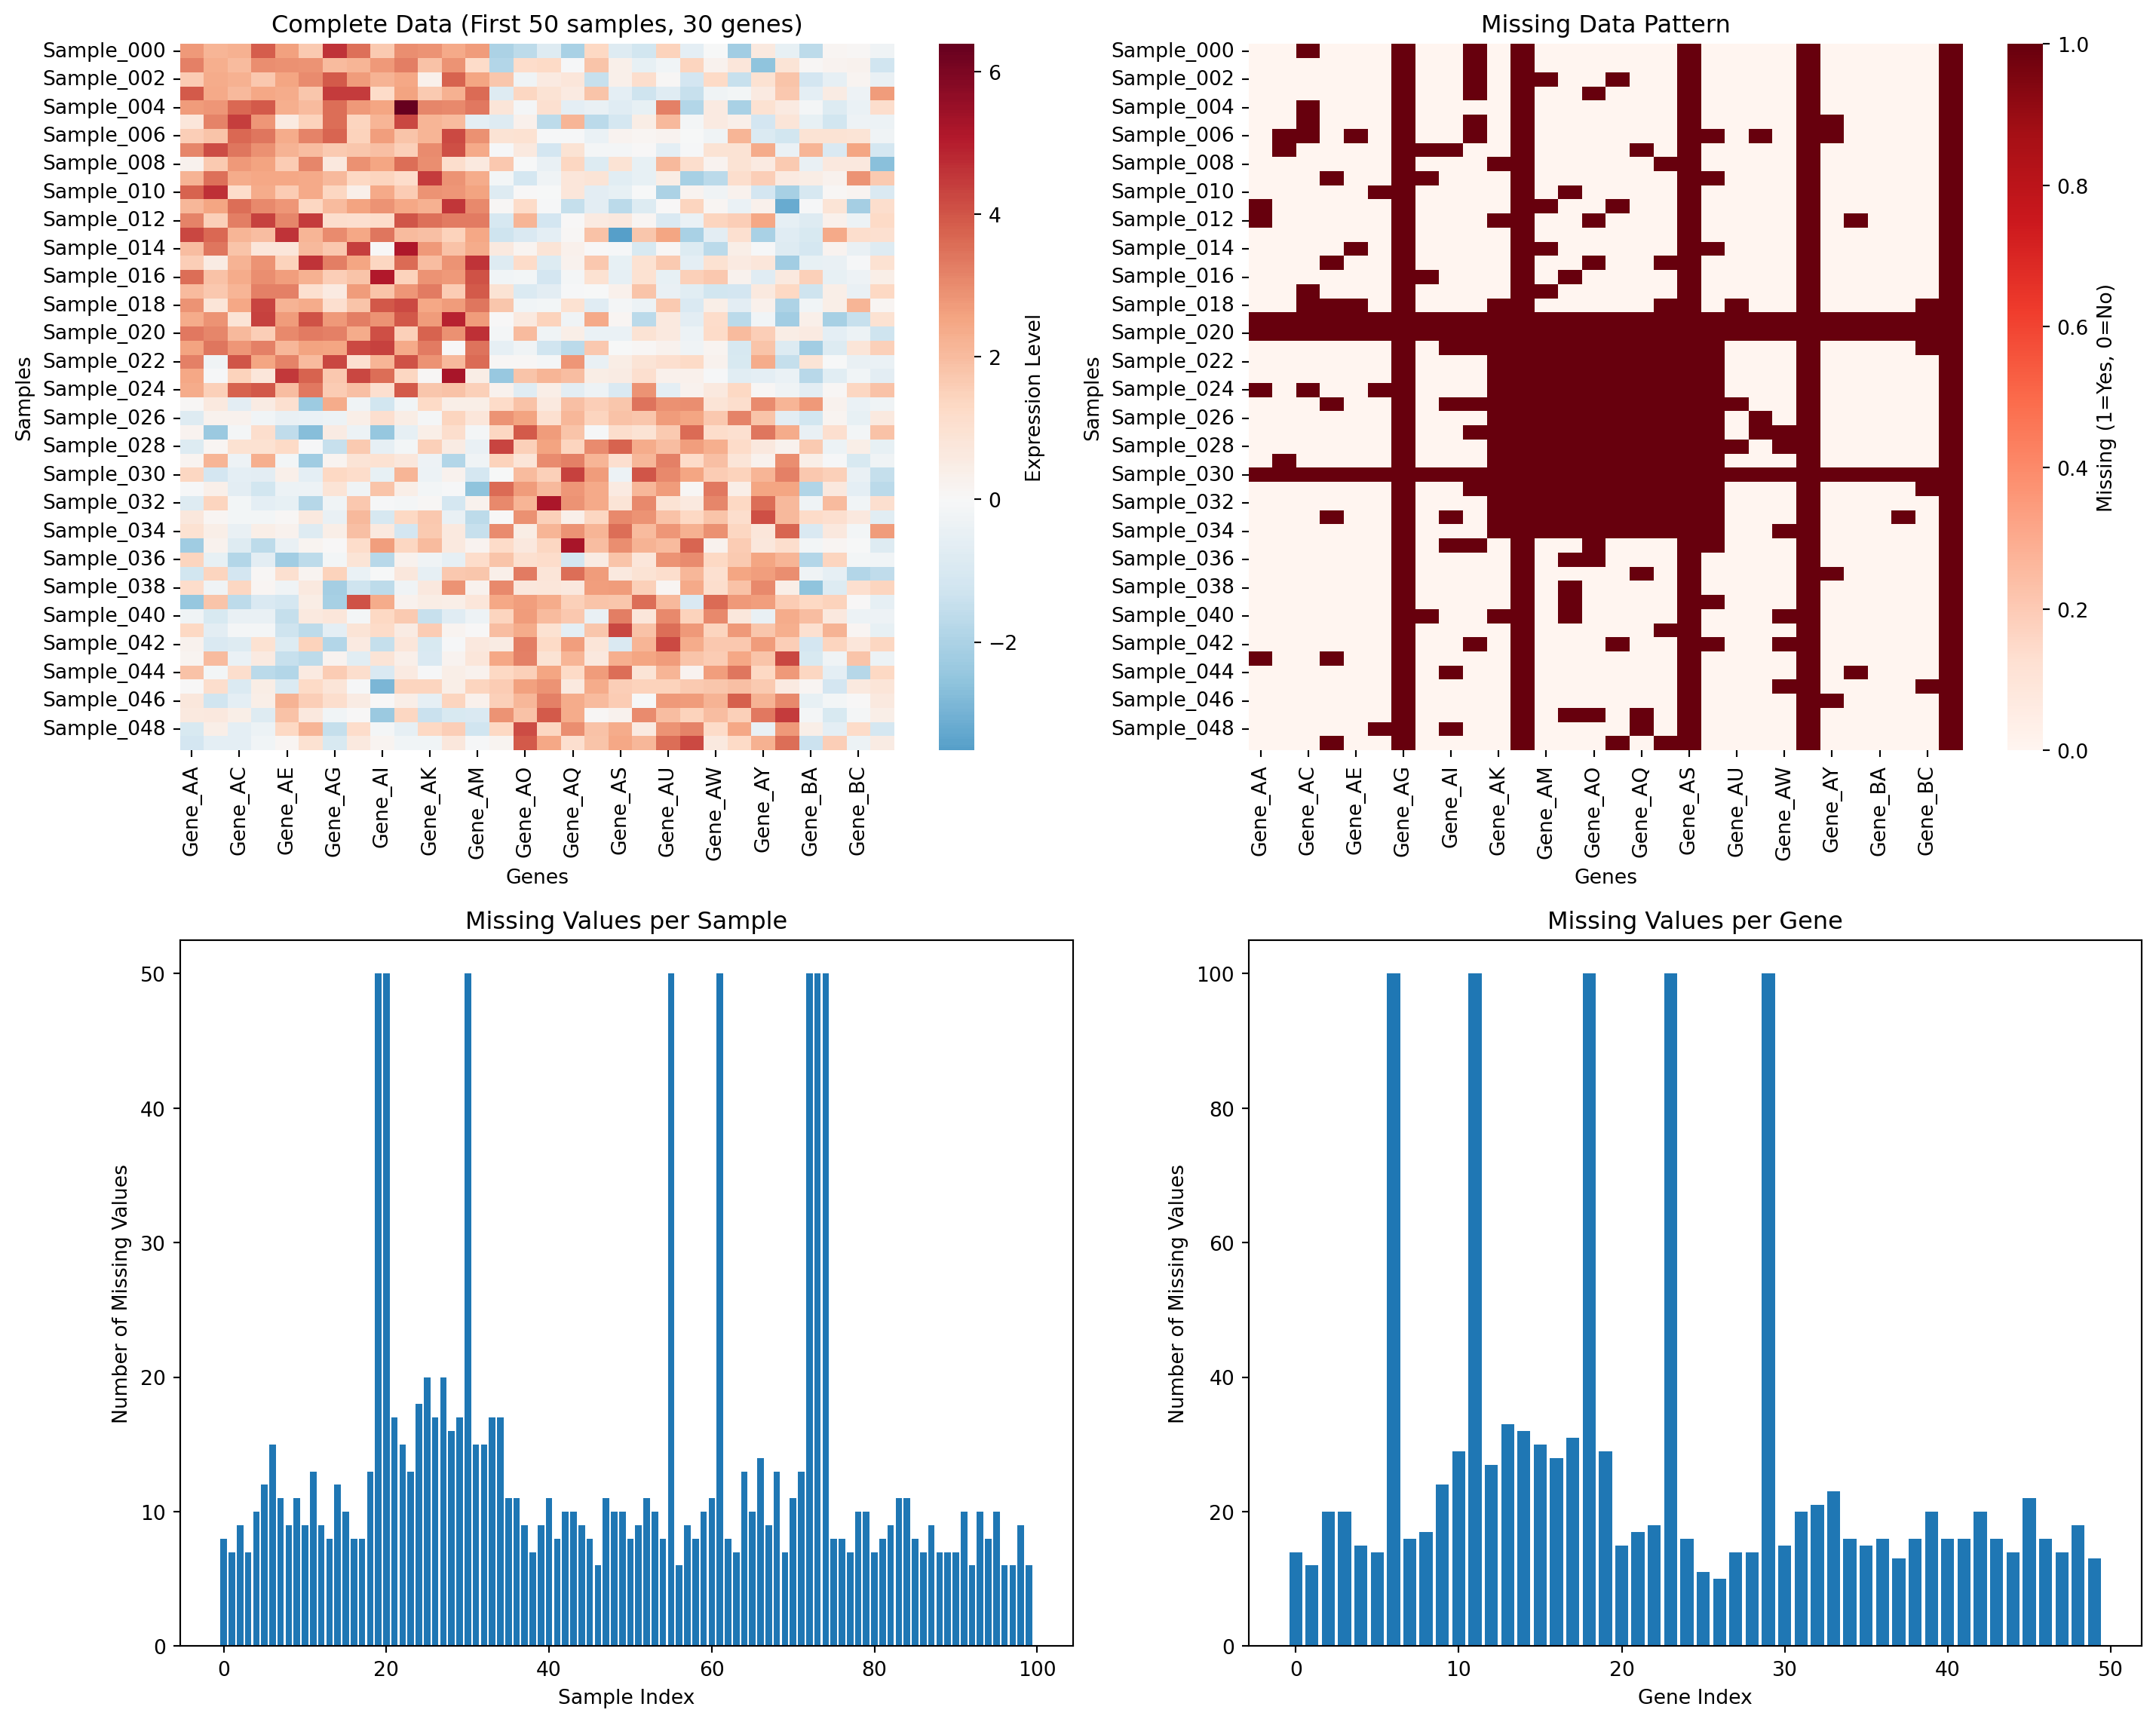 Complete Data (First 50 samples, 30 genes)
Samples
Sample_000
Sample_002
Sample_004
Sample_006
Sample_008
Sample_010
Sample_012
Sample_014
Sample_016
Sample_018
Sample_020
Sample_022
Sample_024
Sample_026
Sample_028
Sample_030
Sample_032
Sample_034
Sample_036
Sample_038
Sample_040
Sample_042
Sample_044
Sample_046
Sample_048
Gene_AA
Gene_AC
Gene_AE
Gene_AG
Gene_AI
Gene_AK
Gene_AM
Gene_AO
Gene_AQ
Gene_AS
Gene_AU
Gene_AW
Gene_AY
Gene_BA
Gene_BC
Genes
6
4
2
0
−2
Expression Level
Missing Data Pattern
Samples
Sample_000
Sample_002
Sample_004
Sample_006
Sample_008
Sample_010
Sample_012
Sample_014
Sample_016
Sample_018
Sample_020
Sample_022
Sample_024
Sample_026
Sample_028
Sample_030
Sample_032
Sample_034
Sample_036
Sample_038
Sample_040
Sample_042
Sample_044
Sample_046
Sample_048
Gene_AA
Gene_AC
Gene_AE
Gene_AG
Gene_AI
Gene_AK
Gene_AM
Gene_AO
Gene_AQ
Gene_AS
Gene_AU
Gene_AW
Gene_AY
Gene_BA
Gene_BC
Genes
1.0
0.8
0.6
0.4
0.2
0.0
Missing (1=Yes, 0=No)
Missing Values per Sample
Number of Missing Values
50
40
30
20
10
0
0 20 40 60 80 100
Sample Index
Missing Values per Gene
Number of Missing Values
100
80
60
40
20
0
0 10 20 30 40 50
Gene Index